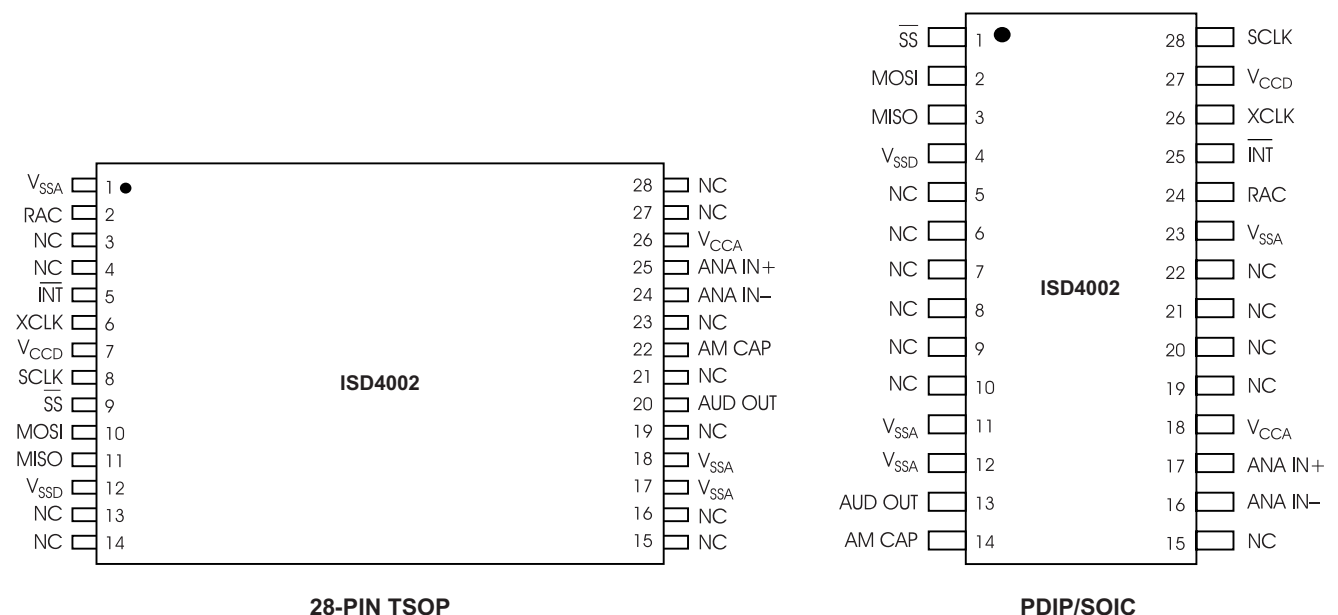 V_SSA 1 28 NC
RAC 2 27 NC
NC 3 26 V_CCA
NC 4 25 ANA IN+
I̅N̅T̅ 5 24 ANA IN–
XCLK 6 23 NC
V_CCD 7 22 AM CAP
SCLK 8 21 NC
S̅S̅ 9 20 AUD OUT
MOSI 10 19 NC
MISO 11 18 V_SSA
V_SSD 12 17 V_SSA
NC 13 16 NC
NC 14 15 NC
ISD4002
28-PIN TSOP
S̅S̅ 1 28 SCLK
MOSI 2 27 V_CCD
MISO 3 26 XCLK
V_SSD 4 25 I̅N̅T̅
NC 5 24 RAC
NC 6 23 V_SSA
NC 7 22 NC
NC 8 21 NC
NC 9 20 NC
NC 10 19 NC
V_SSA 11 18 V_CCA
V_SSA 12 17 ANA IN+
AUD OUT 13 16 ANA IN–
AM CAP 14 15 NC
ISD4002
PDIP/SOIC